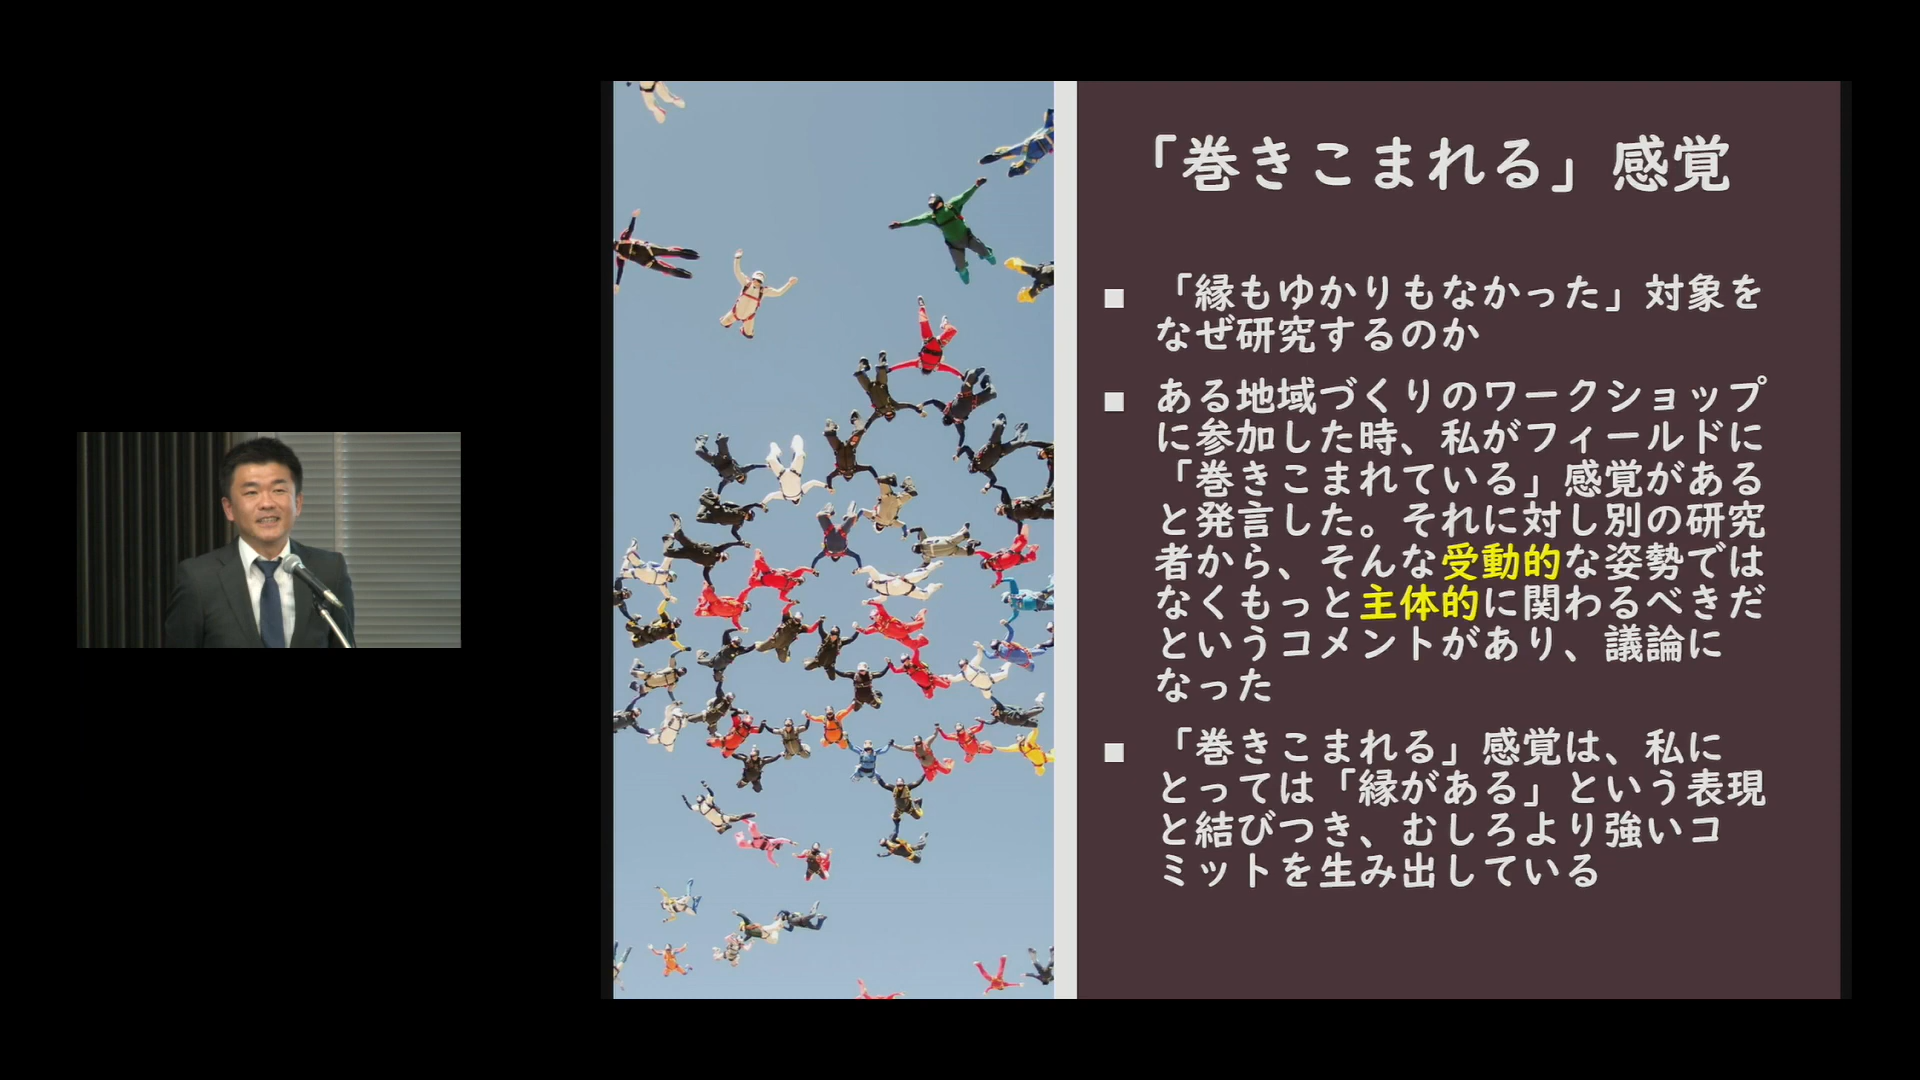 「巻きこまれる」感覚
■ 「縁もゆかりもなかった」対象を
なぜ研究するのか
■ ある地域づくりのワークショップ
に参加した時、私がフィールドに
「巻きこまれている」感覚がある
と発言した。それに対し別の研究
者から、そんな受動的な姿勢では
なくもっと主体的に関わるべきだ
というコメントがあり、議論に
なった
■ 「巻きこまれる」感覚は、私に
とっては「縁がある」という表現
と結びつき、むしろより強いコ
ミットを生み出している